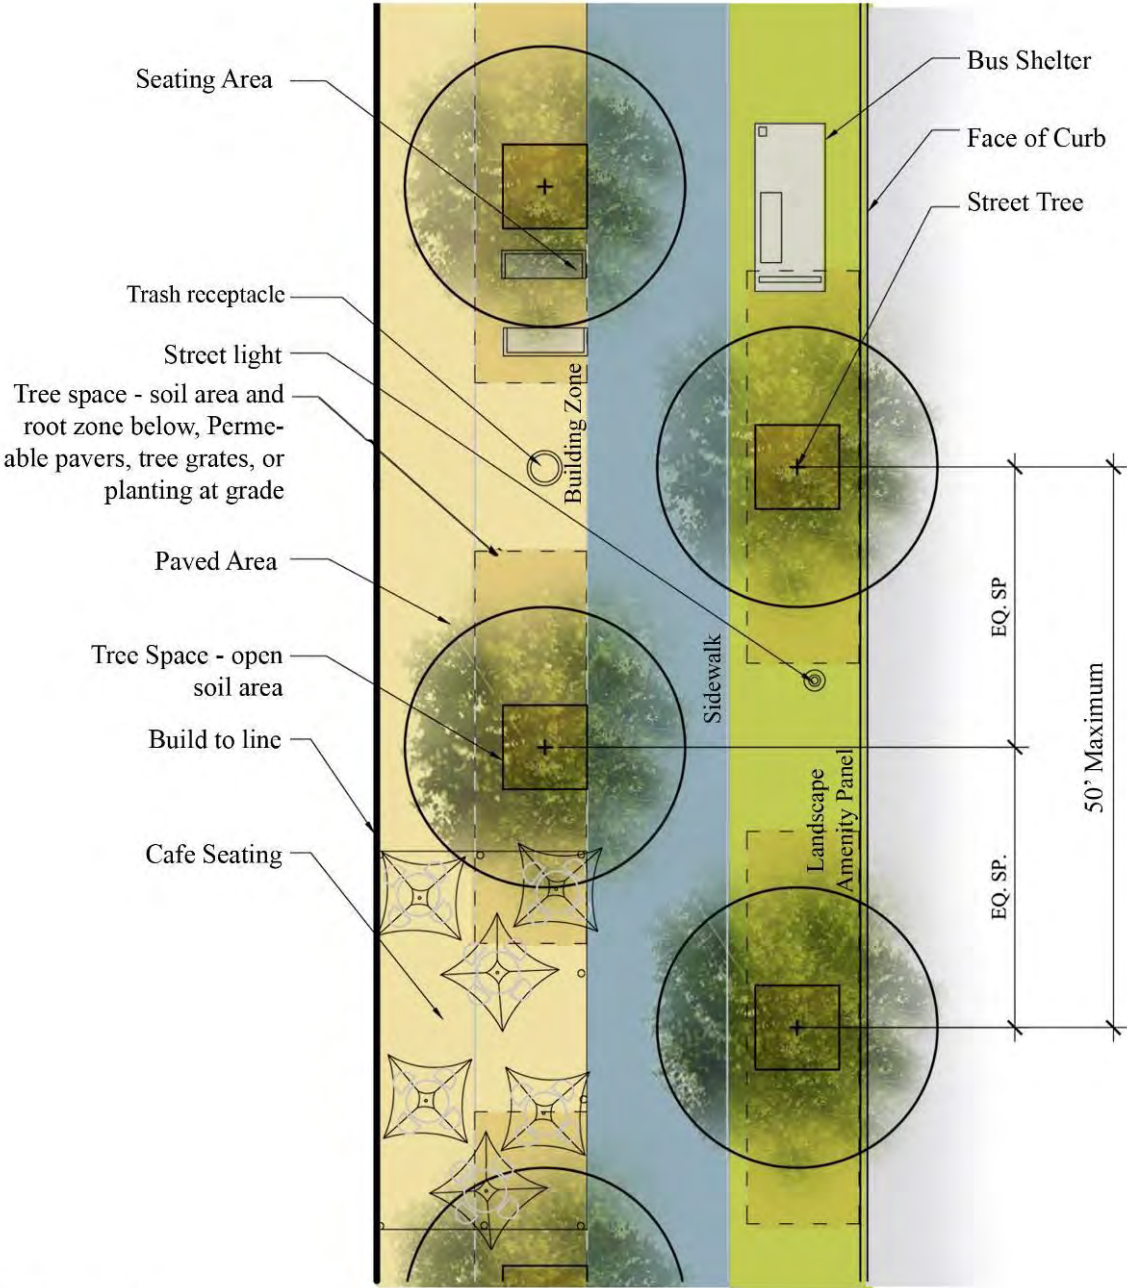 Seating Area
Trash receptacle
Street light
Tree space - soil area and
root zone below, Perme-
able pavers, tree grates, or
planting at grade
Paved Area
Tree Space - open
soil area
Build to line
Cafe Seating
Building Zone
Sidewalk
Landscape
Amenity Panel
Bus Shelter
Face of Curb
Street Tree
EQ. SP
EQ. SP.
50’ Maximum